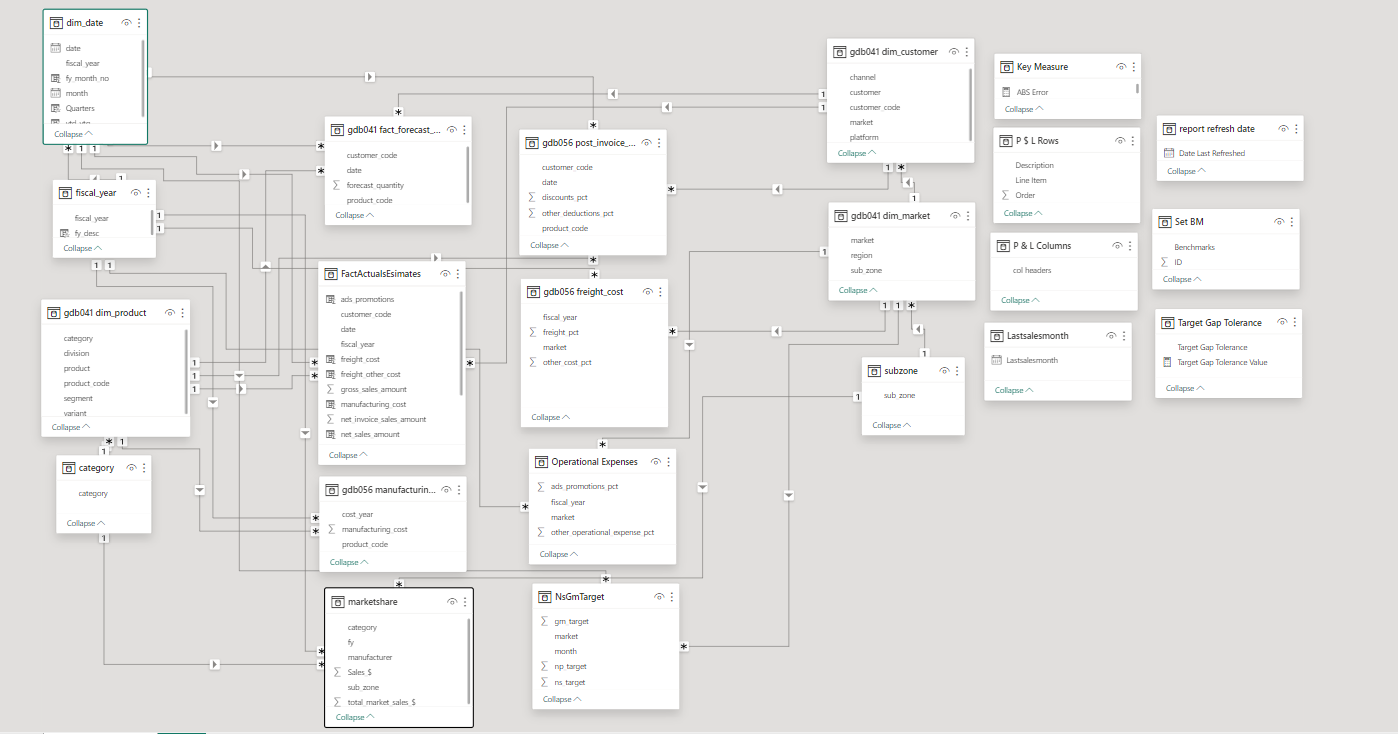 dim_date
date
fiscal_year
fy_month_no
month
Quarters
Collapse
fiscal_year
fiscal_year
fy_desc
Collapse
gdb041 dim_product
category
division
product
product_code
segment
variant
Collapse
category
category
Collapse
gdb041 fact_forecast_...
customer_code
date
forecast_quantity
product_code
Collapse
FactActualsEsimates
ads_promotions
customer_code
date
fiscal_year
freight_cost
freight_other_cost
gross_sales_amount
manufacturing_cost
net_invoice_sales_amount
net_sales_amount
Collapse
gdb056 manufacturin...
cost_year
manufacturing_cost
product_code
Collapse
marketshare
category
fy
manufacturer
Sales_$
sub_zone
total_market_sales_$
Collapse
gdb056 post_invoice_...
customer_code
date
discounts_pct
other_deductions_pct
product_code
Collapse
gdb056 freight_cost
fiscal_year
freight_pct
market
other_cost_pct
Collapse
Operational Expenses
ads_promotions_pct
fiscal_year
market
other_operational_expense_pct
Collapse
NsGmTarget
gm_target
market
month
np_target
ns_target
Collapse
gdb041 dim_customer
channel
customer
customer_code
market
platform
Collapse
gdb041 dim_market
market
region
sub_zone
Collapse
subzone
sub_zone
Collapse
Key Measure
ABS Error
Collapse
P $ L Rows
Description
Line Item
Order
Collapse
P & L Columns
col headers
Collapse
Lastsalesmonth
Lastsalesmonth
Collapse
report refresh date
Date Last Refreshed
Collapse
Set BM
Benchmarks
ID
Collapse
Target Gap Tolerance
Target Gap Tolerance
Target Gap Tolerance Value
Collapse